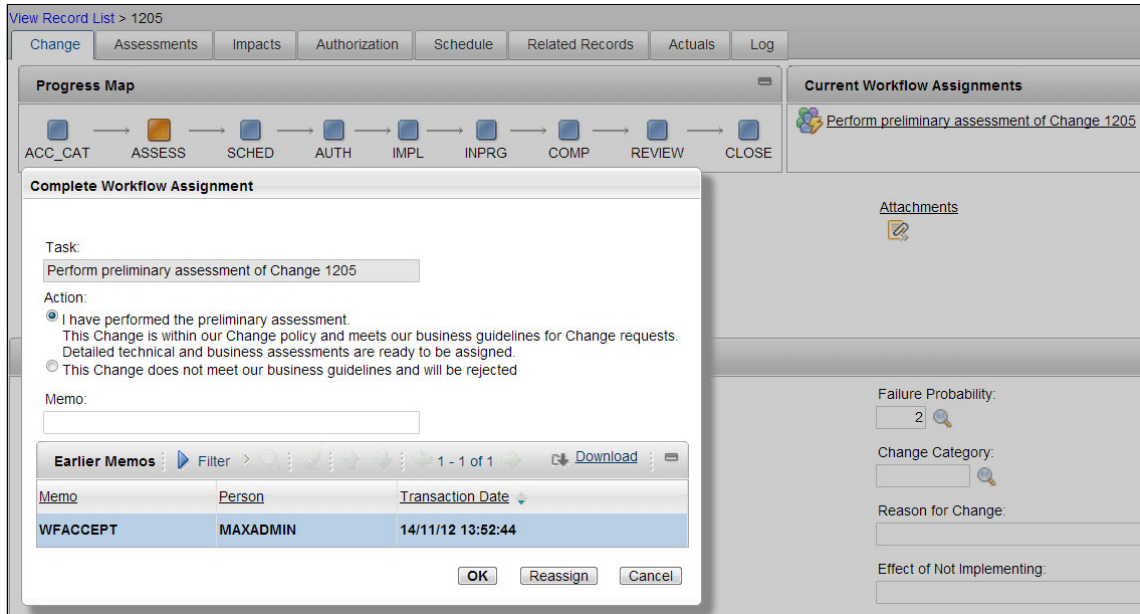 View Record List > 1205
Change Assessments Impacts Authorization Schedule Related Records Actuals Log
Progress Map
Current Workflow Assignments
Perform preliminary assessment of Change 1205
ACC_CAT ASSESS SCHED AUTH IMPL INPRG COMP REVIEW CLOSE
Complete Workflow Assignment
Attachments
Task:
Perform preliminary assessment of Change 1205
Action:
I have performed the preliminary assessment.
This Change is within our Change policy and meets our business guidelines for Change requests.
Detailed technical and business assessments are ready to be assigned.
This Change does not meet our business guidelines and will be rejected
Memo:
Failure Probability:
2
Earlier Memos Filter 1 - 1 of 1 Download
Change Category:
Memo Person Transaction Date
WFACCEPT MAXADMIN 14/11/12 13:52:44
Reason for Change:
Effect of Not Implementing:
OK Reassign Cancel